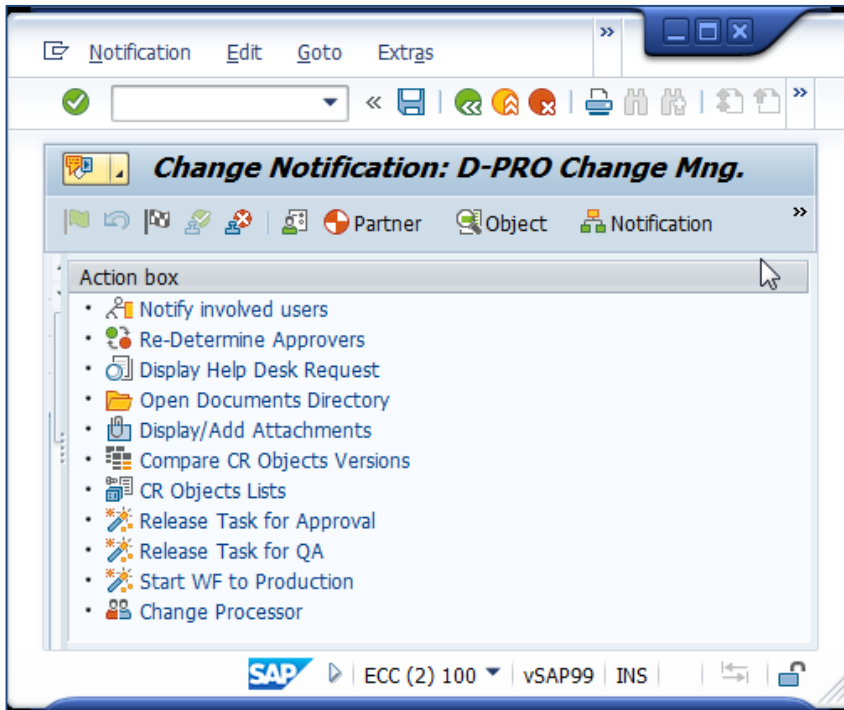 Notification Edit Goto Extras »
«
»
Change Notification: D-PRO Change Mng.
Partner Object Notification »
Action box
• Notify involved users
• Re-Determine Approvers
• Display Help Desk Request
• Open Documents Directory
• Display/Add Attachments
• Compare CR Objects Versions
• CR Objects Lists
• Release Task for Approval
• Release Task for QA
• Start WF to Production
• Change Processor
SAP ECC (2) 100 vSAP99 INS